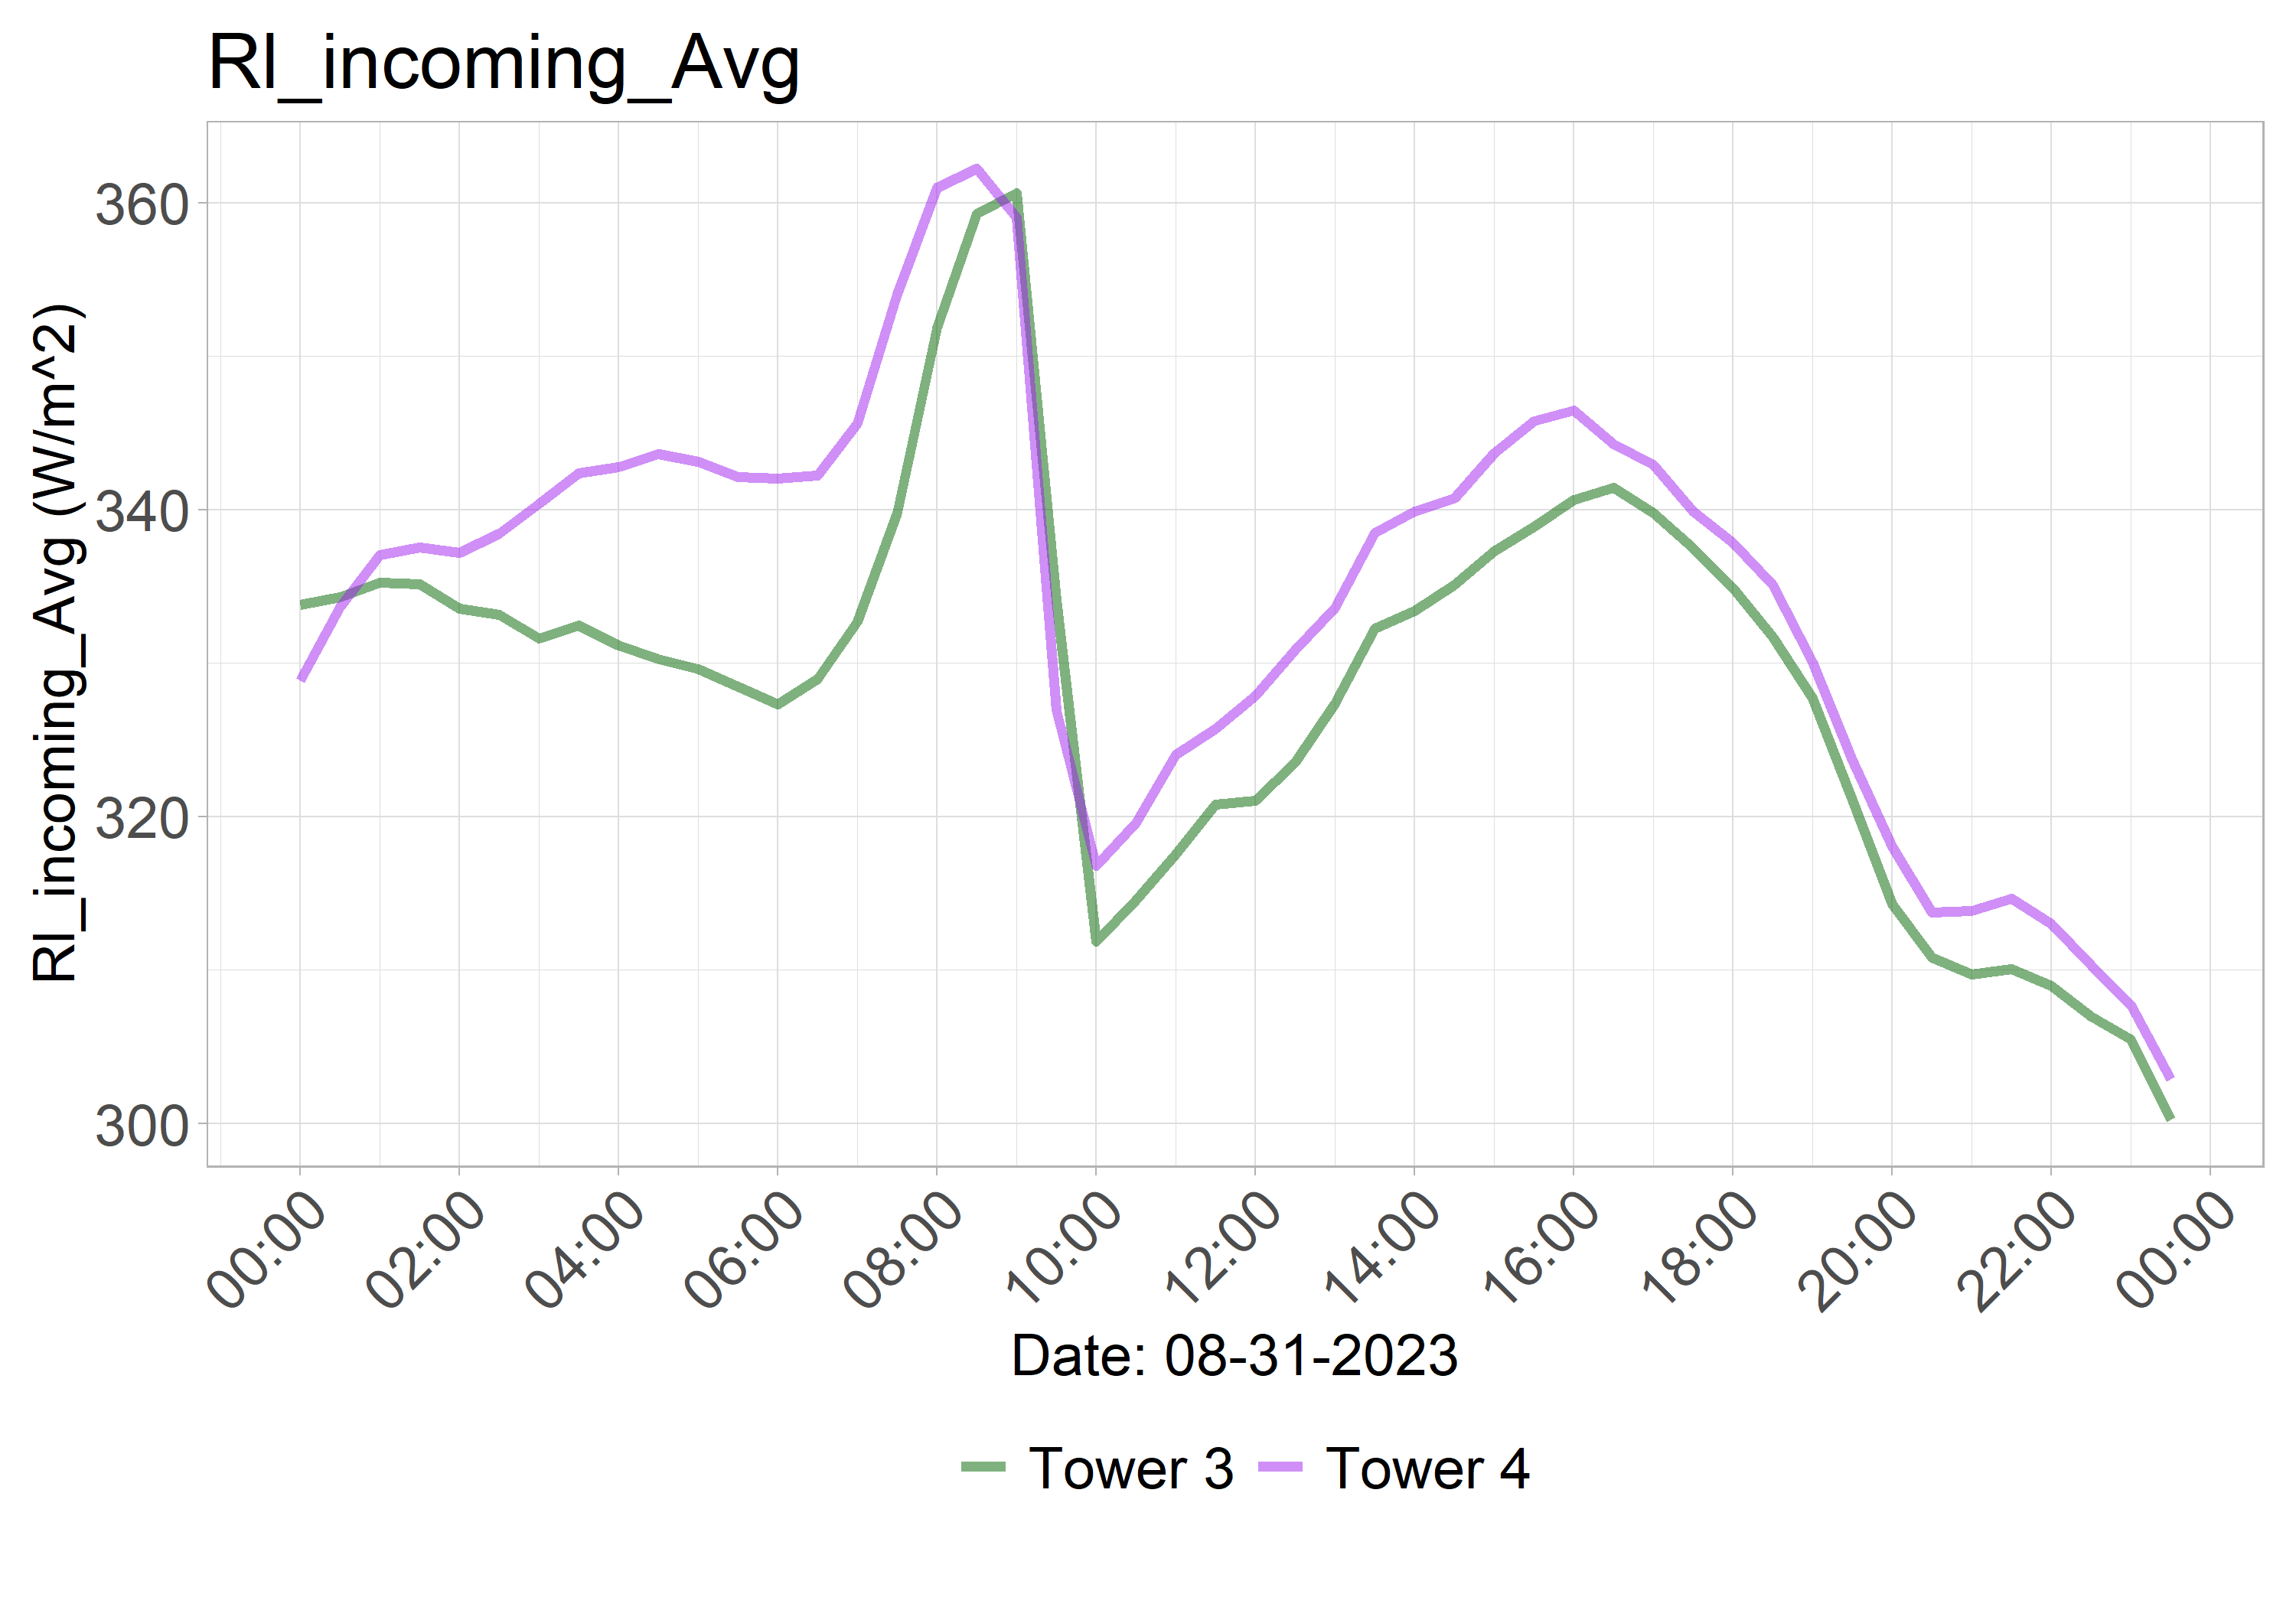 Rl_incoming_Avg
Rl_incoming_Avg (W/m^2)
360
340
320
300
00:00 02:00 04:00 06:00 08:00 10:00 12:00 14:00 16:00 18:00 20:00 22:00 00:00
Date: 08-31-2023
Tower 3 Tower 4